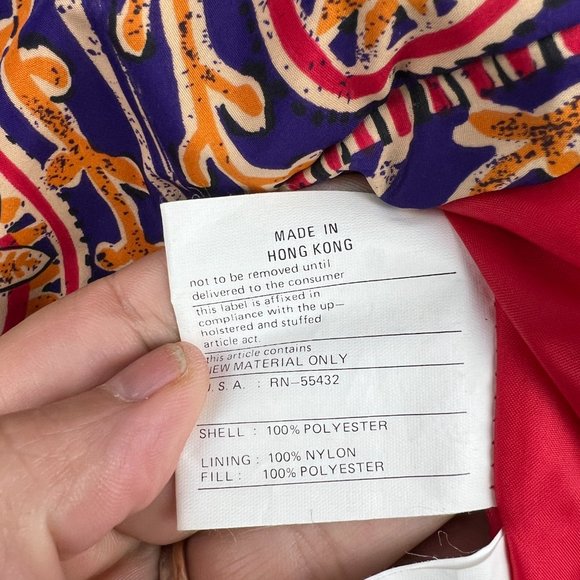 MADE IN
HONG KONG
not to be removed until
delivered to the consumer
this label is affixed in
compliance with the up-
holstered and stuffed
article act.
this article contains
NEW MATERIAL ONLY
U.S.A. : RN-55432
SHELL : 100% POLYESTER
LINING : 100% NYLON
FILL : 100% POLYESTER